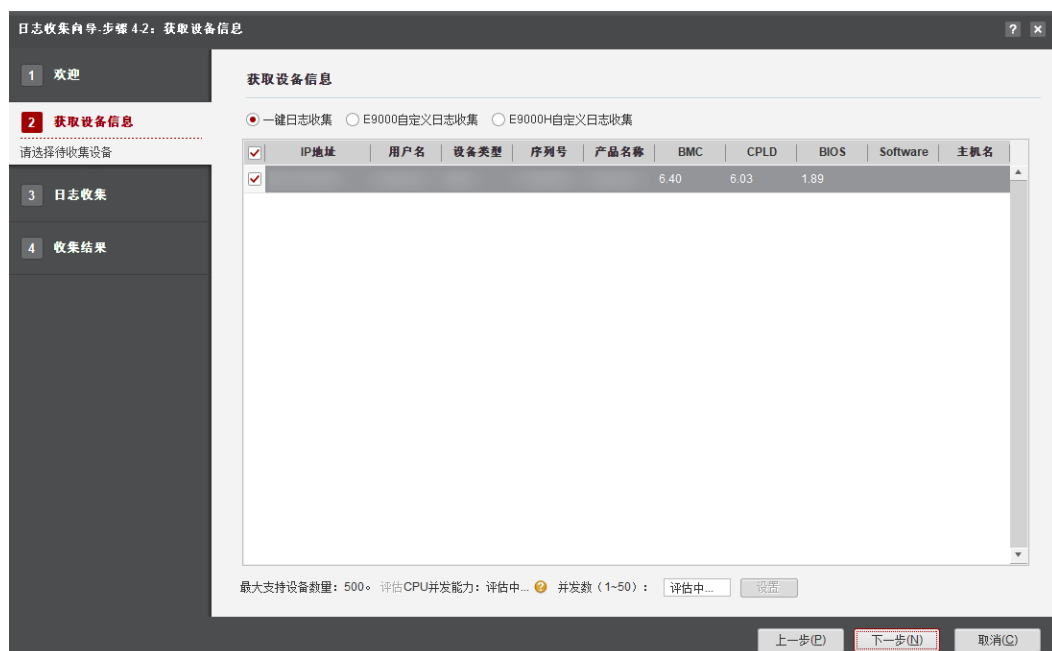 日志收集向导-步骤 4-2：获取设备信息
? ×
1 欢迎
2 获取设备信息
请选择待收集设备
3 日志收集
4 收集结果
获取设备信息
一键日志收集 E9000自定义日志收集 E9000H自定义日志收集
IP地址 用户名 设备类型 序列号 产品名称 BMC CPLD BIOS Software 主机名
6.40 6.03 1.89
最大支持设备数量：500。 评估CPU并发能力：评估中... ? 并发数（1~50）： 评估中... 设置
上一步(P) 下一步(N) 取消(C)